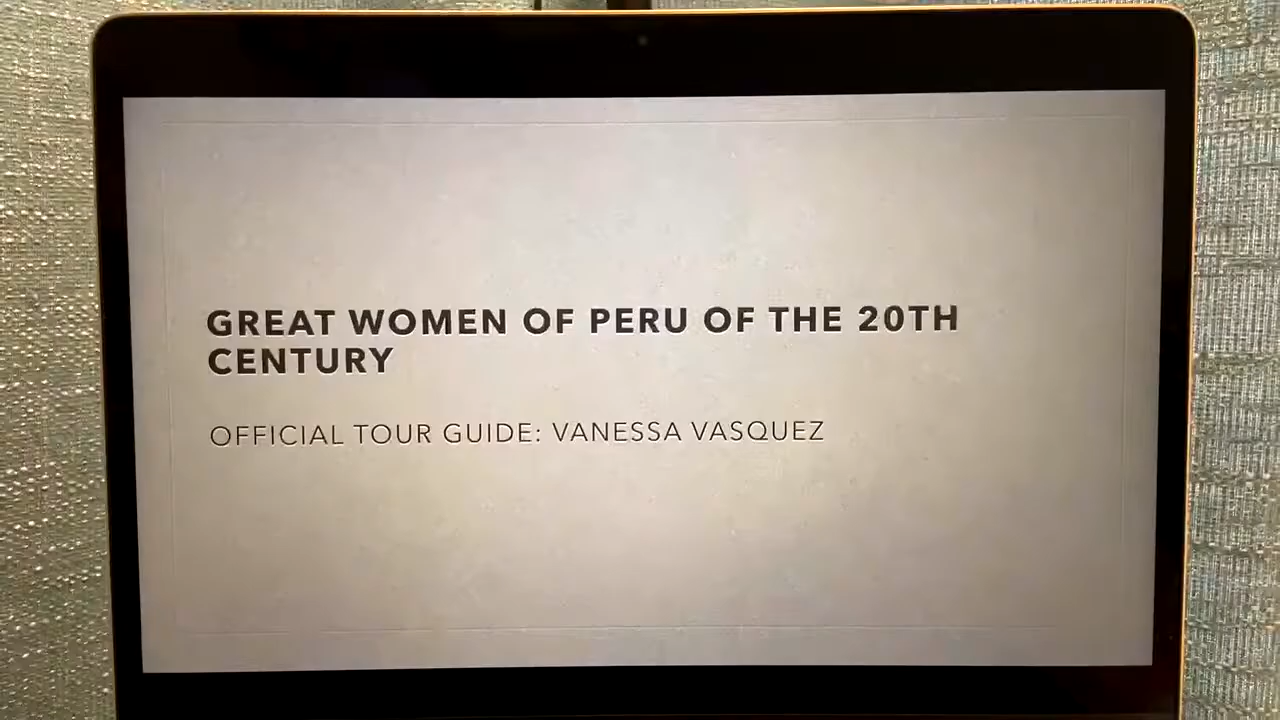 GREAT WOMEN OF PERU OF THE 20TH
CENTURY
OFFICIAL TOUR GUIDE: VANESSA VASQUEZ